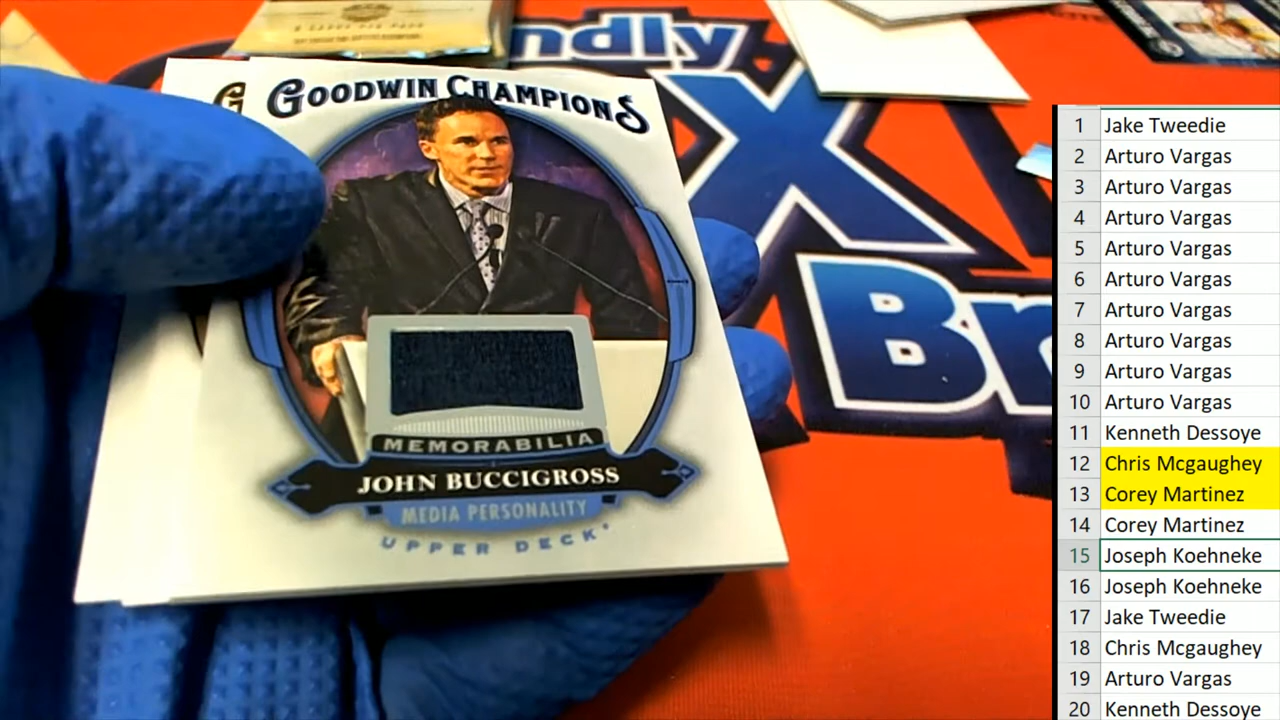 ndly
X
Br
G
GOODWIN CHAMPIONS
MEMORABILIA
JOHN BUCCIGROSS
MEDIA PERSONALITY
UPPER DECK
1 Jake Tweedie
2 Arturo Vargas
3 Arturo Vargas
4 Arturo Vargas
5 Arturo Vargas
6 Arturo Vargas
7 Arturo Vargas
8 Arturo Vargas
9 Arturo Vargas
10 Arturo Vargas
11 Kenneth Dessoye
12 Chris Mcgaughey
13 Corey Martinez
14 Corey Martinez
15 Joseph Koehneke
16 Joseph Koehneke
17 Jake Tweedie
18 Chris Mcgaughey
19 Arturo Vargas
20 Kenneth Dessoye